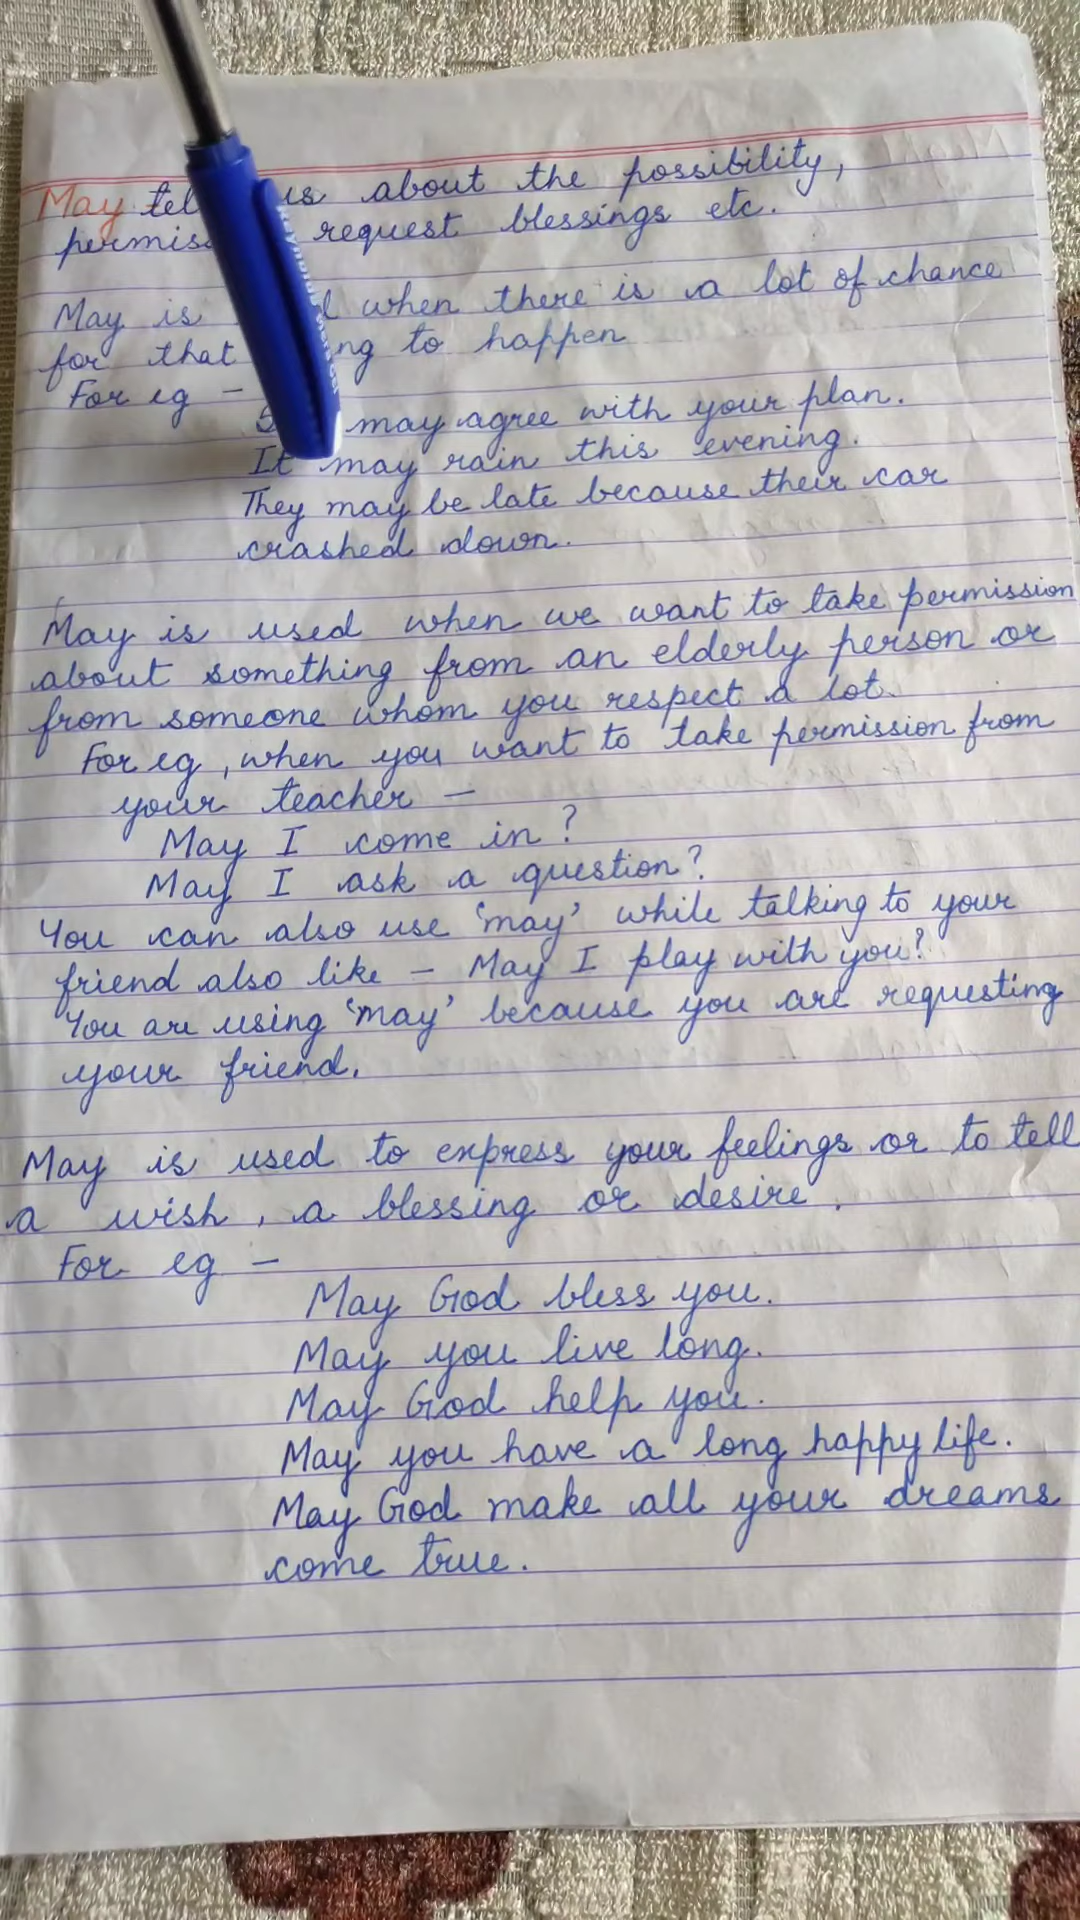 May tel us about the possibility,
permis request blessings etc.
May is when there is a lot of chance
for that ng to happen
For eg -
may agree with your plan.
It may rain this evening.
They may be late because their car
crashed down.
May is used when we want to take permission
about something from an elderly person or
from someone whom you respect a lot.
For eg, when you want to take permission from
your teacher -
May I come in?
May I ask a question?
You can also use 'may' while talking to your
friend also like - May I play with you?
You are using 'may' because you are requesting
your friend.
May is used to express your feelings or to tell
a wish, a blessing or desire.
For eg -
May God bless you.
May you live long.
May God help you.
May you have a long happy life.
May God make all your dreams
come true.